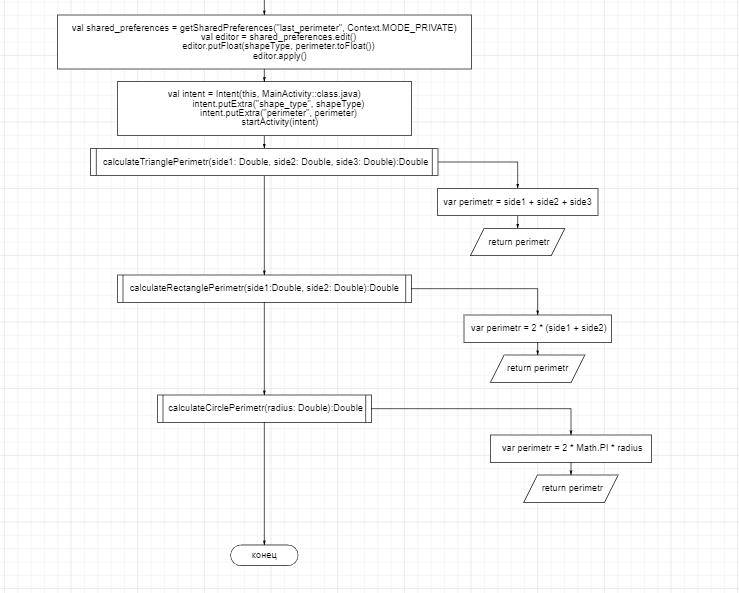 val shared_preferences = getSharedPreferences("last_perimeter", Context.MODE_PRIVATE)
val editor = shared_preferences.edit()
editor.putFloat(shapeType, perimeter.toFloat())
editor.apply()
val intent = Intent(this, MainActivity::class.java)
intent.putExtra("shape_type", shapeType)
intent.putExtra("perimeter", perimeter)
startActivity(intent)
calculateTrianglePerimetr(side1: Double, side2: Double, side3: Double):Double
var perimetr = side1 + side2 + side3
return perimetr
calculateRectanglePerimetr(side1:Double, side2: Double):Double
var perimetr = 2 * (side1 + side2)
return perimetr
calculateCirclePerimetr(radius: Double):Double
var perimetr = 2 * Math.PI * radius
return perimetr
конец